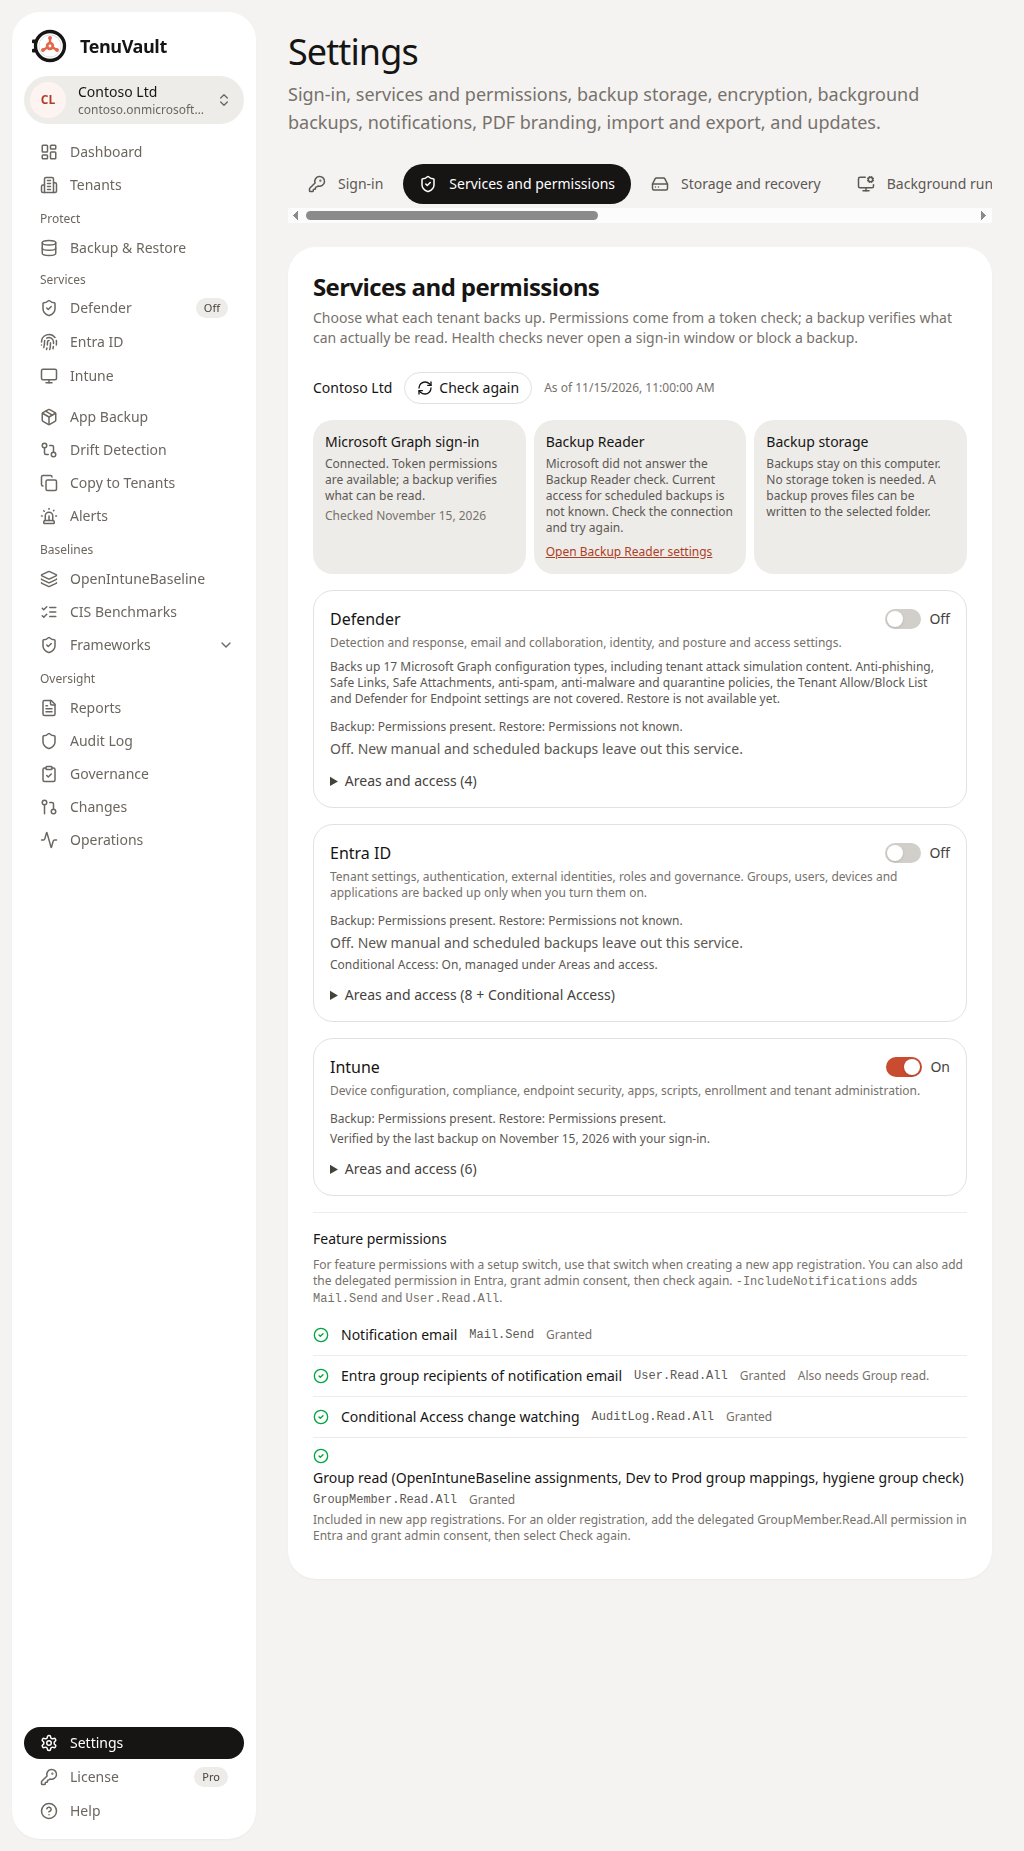 TenuVault
CL
Contoso Ltd
contoso.onmicrosoft...
Dashboard
Tenants
Protect
Backup & Restore
Services
Defender
Off
Entra ID
Intune
App Backup
Drift Detection
Copy to Tenants
Alerts
Baselines
OpenIntuneBaseline
CIS Benchmarks
Frameworks
Oversight
Reports
Audit Log
Governance
Changes
Operations
Settings
License
Pro
Help
Settings
Sign-in, services and permissions, backup storage, encryption, background
backups, notifications, PDF branding, import and export, and updates.
Sign-in
Services and permissions
Storage and recovery
Background run
Services and permissions
Choose what each tenant backs up. Permissions come from a token check; a backup verifies what
can actually be read. Health checks never open a sign-in window or block a backup.
Contoso Ltd
Check again
As of 11/15/2026, 11:00:00 AM
Microsoft Graph sign-in
Connected. Token permissions
are available; a backup verifies
what can be read.
Checked November 15, 2026
Backup Reader
Microsoft did not answer the
Backup Reader check. Current
access for scheduled backups is
not known. Check the connection
and try again.
Open Backup Reader settings
Backup storage
Backups stay on this computer.
No storage token is needed. A
backup proves files can be
written to the selected folder.
Defender
Off
Detection and response, email and collaboration, identity, and posture and access settings.
Backs up 17 Microsoft Graph configuration types, including tenant attack simulation content. Anti-phishing,
Safe Links, Safe Attachments, anti-spam, anti-malware and quarantine policies, the Tenant Allow/Block List
and Defender for Endpoint settings are not covered. Restore is not available yet.
Backup: Permissions present. Restore: Permissions not known.
Off. New manual and scheduled backups leave out this service.
Areas and access (4)
Entra ID
Off
Tenant settings, authentication, external identities, roles and governance. Groups, users, devices and
applications are backed up only when you turn them on.
Backup: Permissions present. Restore: Permissions not known.
Off. New manual and scheduled backups leave out this service.
Conditional Access: On, managed under Areas and access.
Areas and access (8 + Conditional Access)
Intune
On
Device configuration, compliance, endpoint security, apps, scripts, enrollment and tenant administration.
Backup: Permissions present. Restore: Permissions present.
Verified by the last backup on November 15, 2026 with your sign-in.
Areas and access (6)
Feature permissions
For feature permissions with a setup switch, use that switch when creating a new app registration. You can also add
the delegated permission in Entra, grant admin consent, then check again. -IncludeNotifications adds
Mail.Send and User.Read.All.
Notification email Mail.Send Granted
Entra group recipients of notification email User.Read.All Granted Also needs Group read.
Conditional Access change watching AuditLog.Read.All Granted
Group read (OpenIntuneBaseline assignments, Dev to Prod group mappings, hygiene group check)
GroupMember.Read.All Granted
Included in new app registrations. For an older registration, add the delegated GroupMember.Read.All permission in
Entra and grant admin consent, then select Check again.